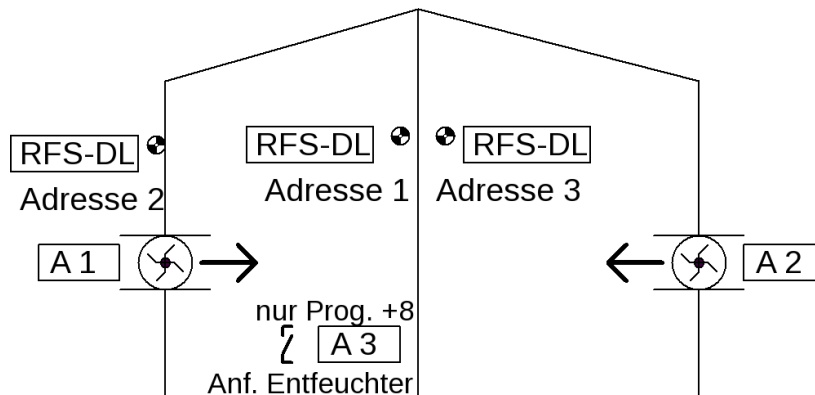 RFS-DL
Adresse 2
RFS-DL
Adresse 1
RFS-DL
Adresse 3
A 1
A 2
nur Prog. +8
A 3
Anf. Entfeuchter